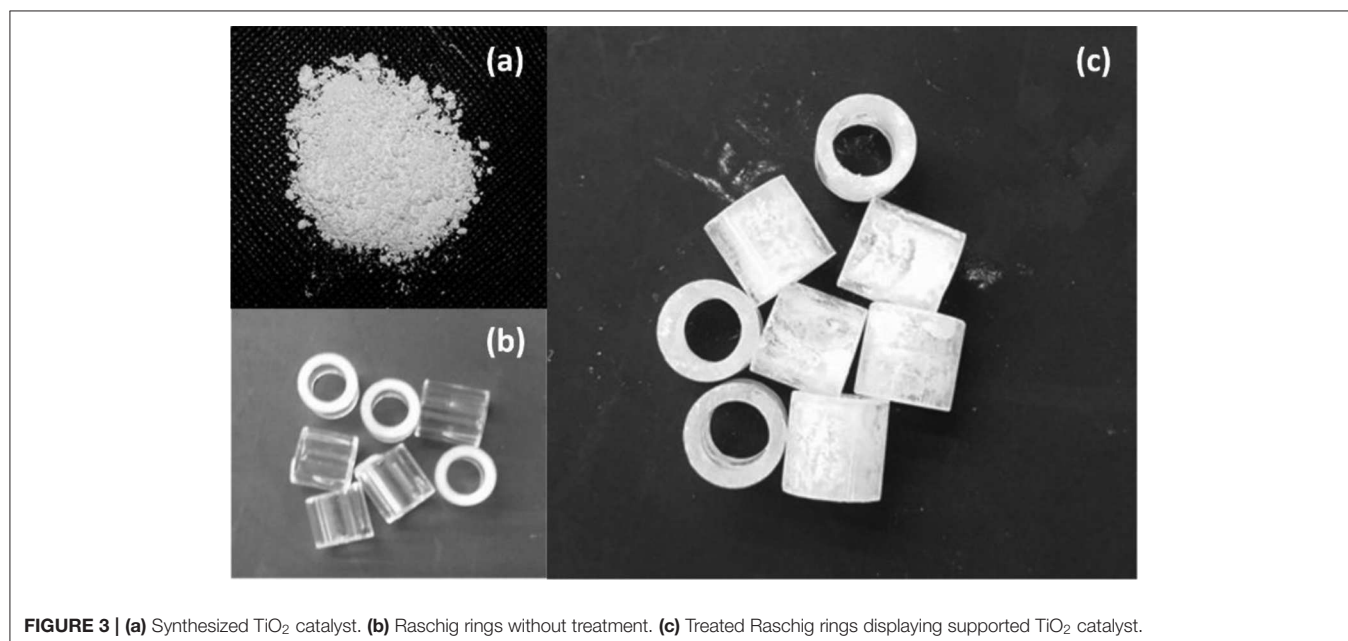 (a)
(c)
(b)
FIGURE 3 | (a) Synthesized TiO₂ catalyst. (b) Raschig rings without treatment. (c) Treated Raschig rings displaying supported TiO₂ catalyst.